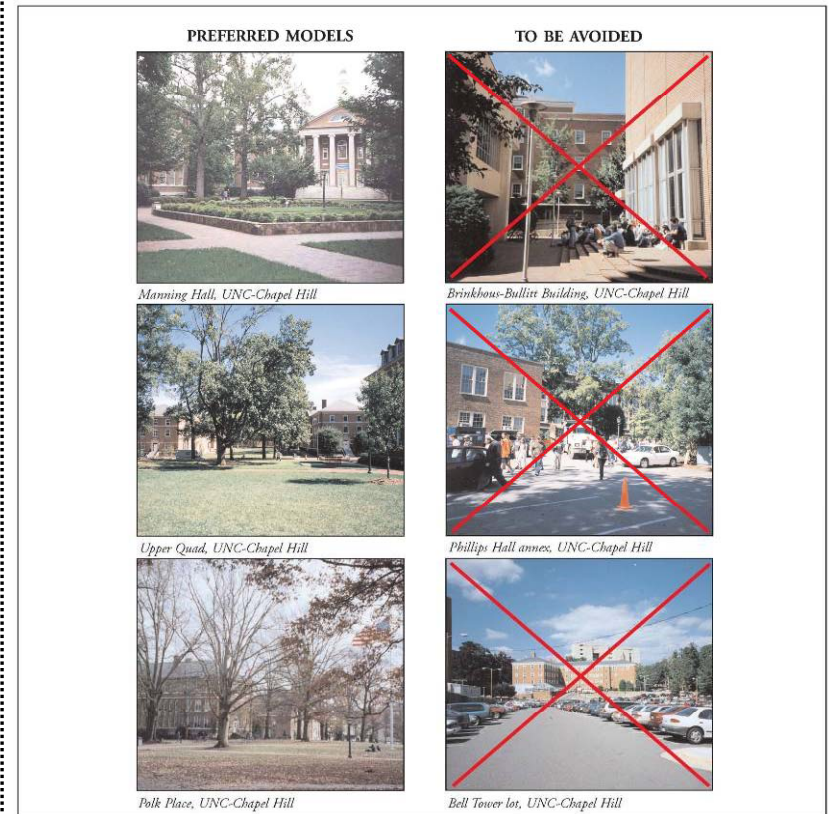 PREFERRED MODELS
TO BE AVOIDED
Manning Hall, UNC-Chapel Hill
Brinkhous-Bullitt Building, UNC-Chapel Hill
Upper Quad, UNC-Chapel Hill
Phillips Hall annex, UNC-Chapel Hill
Polk Place, UNC-Chapel Hill
Bell Tower lot, UNC-Chapel Hill